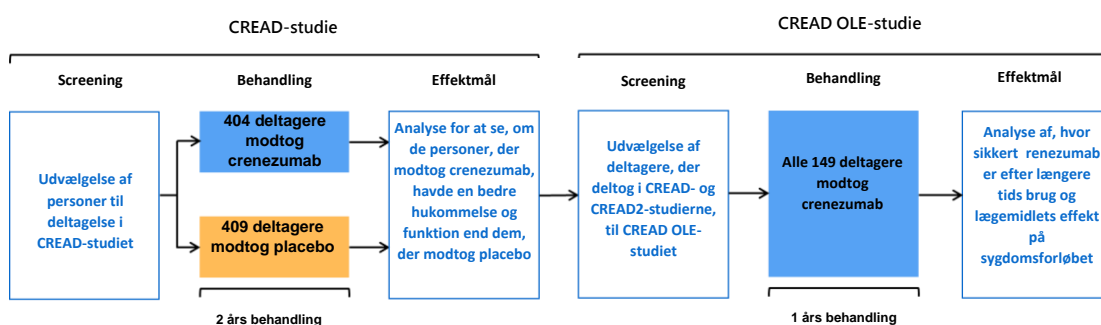 CREAD-studie
CREAD OLE-studie
Screening
Behandling
Effektmål
Screening
Behandling
Effektmål
Udvælgelse af
personer til
deltagelse i
CREAD-studiet
404 deltagere
modtog
crenezumab
409 deltagere
modtog placebo
Analyse for at se, om
de personer, der
modtog crenezumab,
havde en bedre
hukommelse og
funktion end dem,
der modtog placebo
Udvælgelse af
deltagere, der
deltog i CREAD- og
CREAD2-studierne,
til CREAD OLE-
studiet
Alle 149 deltagere
modtog
crenezumab
Analyse af, hvor
sikkert renezumab
er efter længere
tids brug og
lægemidlets effekt
på
sygdomsforløbet
2 års behandling
1 års behandling